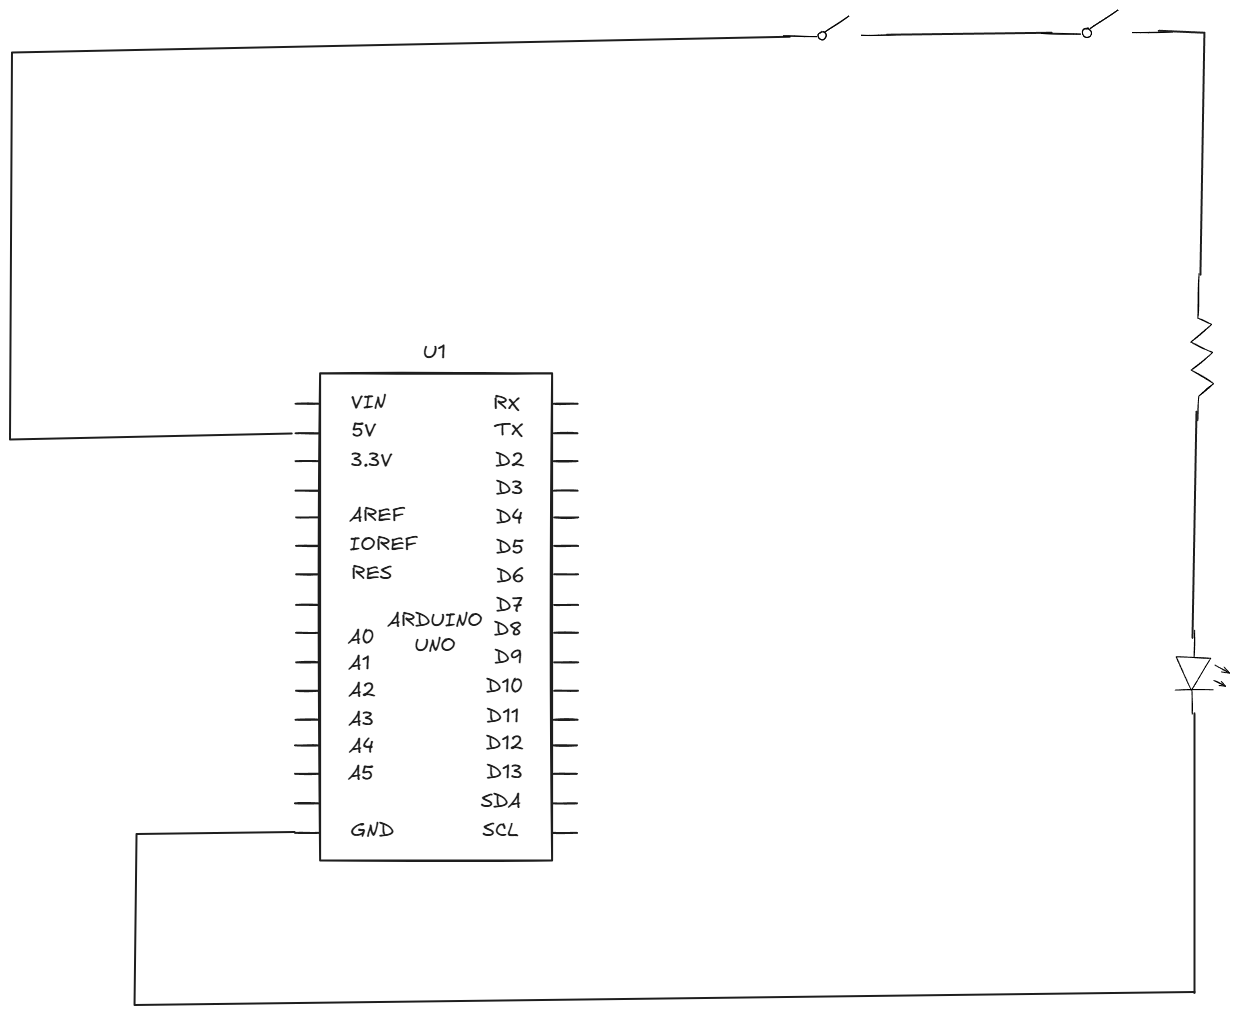 U1
VIN
5V
3.3V
AREF
IOREF
RES
A0
A1
A2
A3
A4
A5
GND
ARDUINO
UNO
RX
TX
D2
D3
D4
D5
D6
D7
D8
D9
D10
D11
D12
D13
SDA
SCL